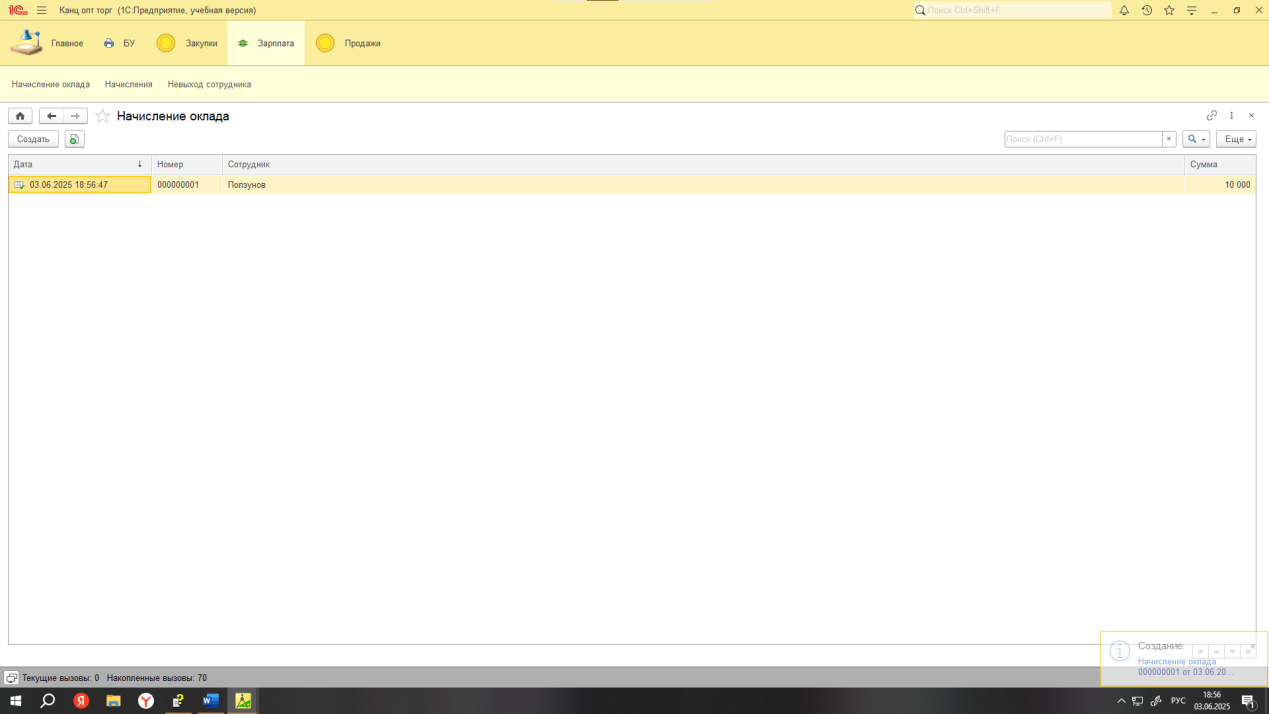 1С Канц опт торг (1С:Предприятие, учебная версия) Поиск Ctrl+Shift+F
Главное БУ Закупки Зарплата Продажи
Начисление оклада Начисления Невыход сотрудника
Начисление оклада
Создать Поиск (Ctrl+F) × Еще
Дата ↓ Номер Сотрудник Сумма
03.06.2025 18:56:47 000000001 Ползунов 10 000
Создание:
Начисление оклада
000000001 от 03.06.20...
Текущие вызовы: 0 Накопленные вызовы: 70
РУС 18:56
03.06.2025
1